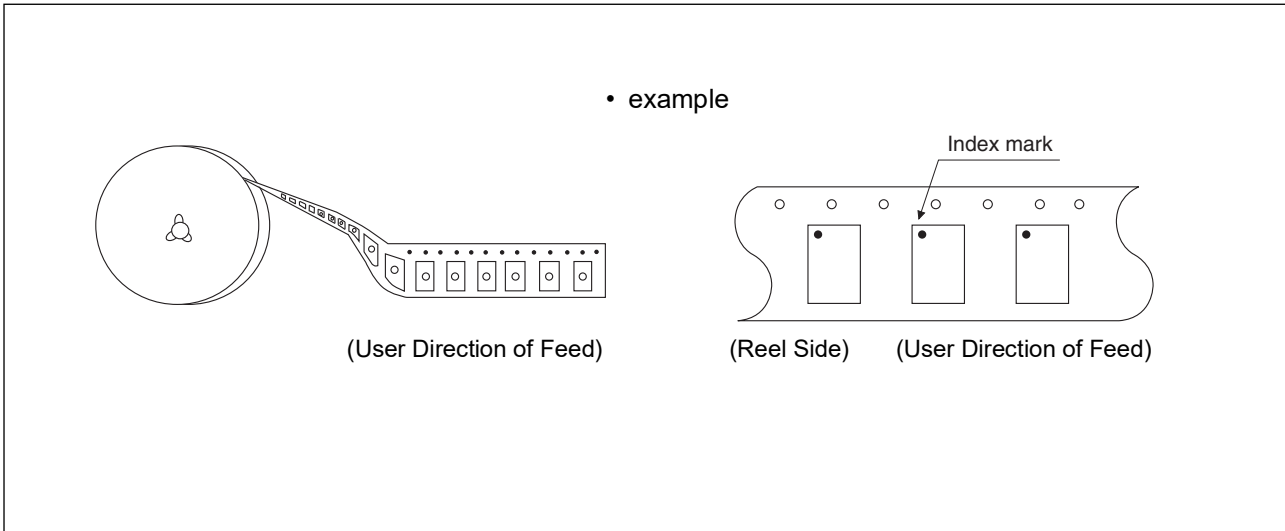 • example
Index mark
(User Direction of Feed)
(Reel Side)
(User Direction of Feed)